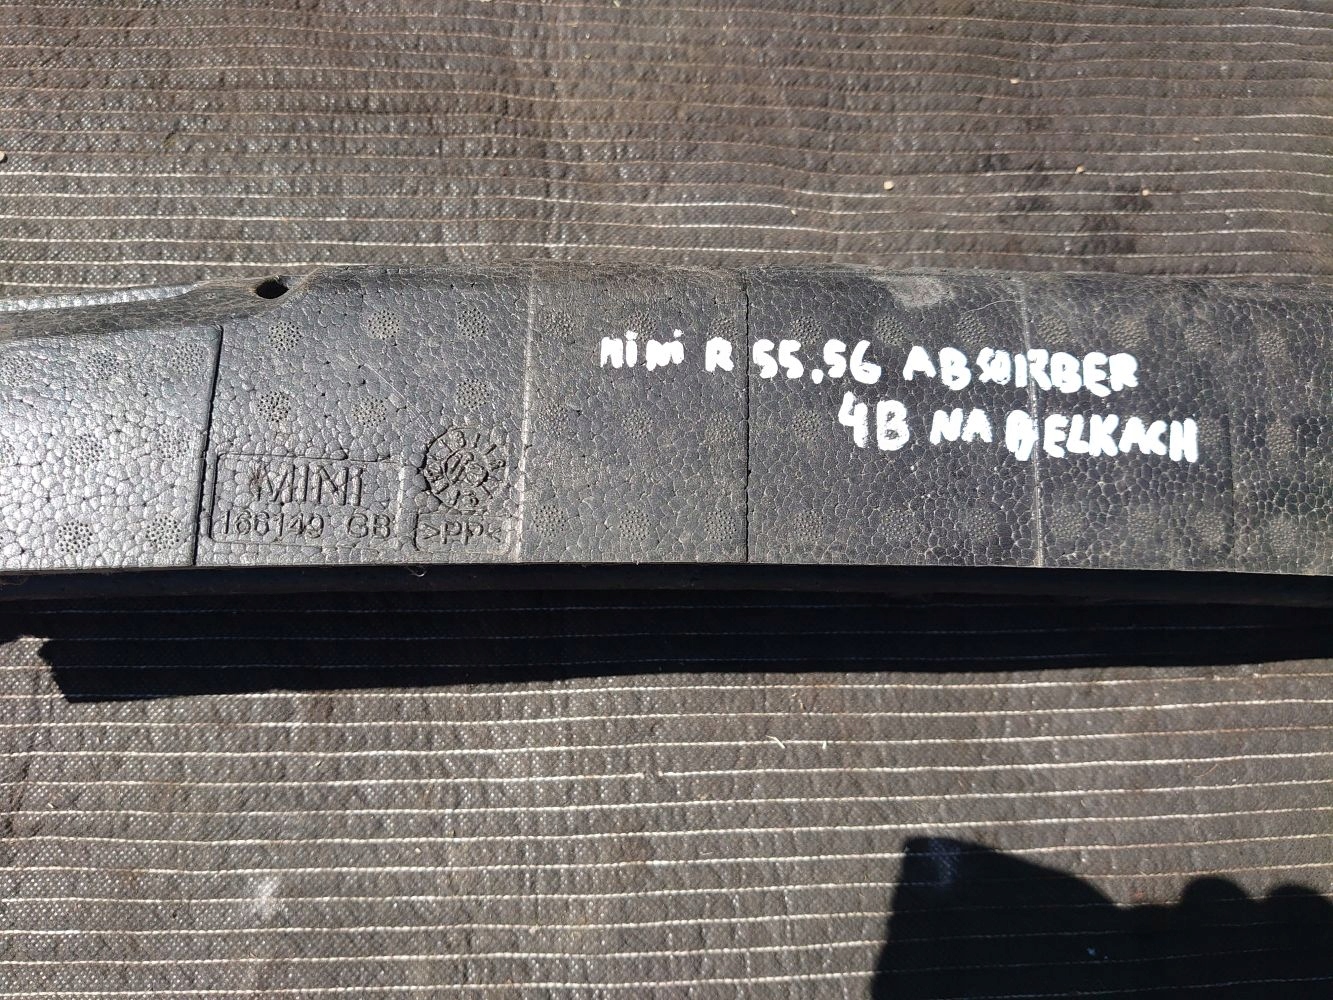 MiNi R 55.56 ABSORBER
4B NA BELKACH
MINI
166149 GB >PP<